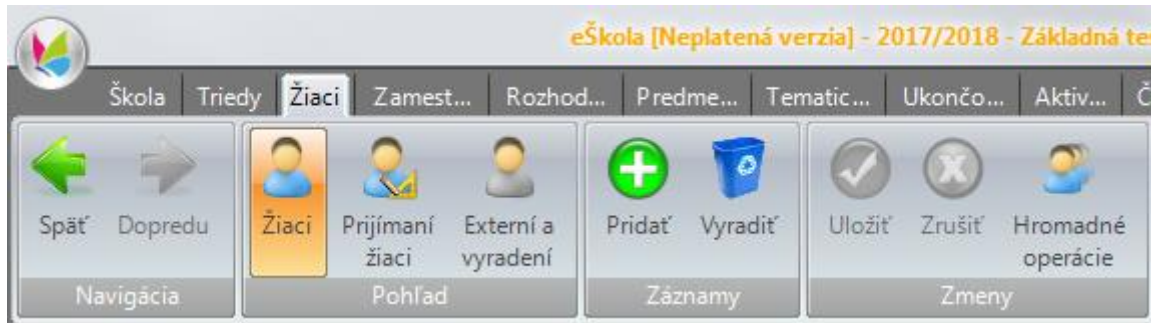 eŠkola [Neplatená verzia] - 2017/2018 - Základná te
Škola Triedy Žiaci Zamest... Rozhod... Predme... Tematic... Ukončo... Aktív... Č
Späť Dopredu Žiaci Prijímaní žiaci Externí a vyradení Pridať Vyradiť Uložiť Zrušiť Hromadné operácie
Navigácia Pohľad Záznamy Zmeny